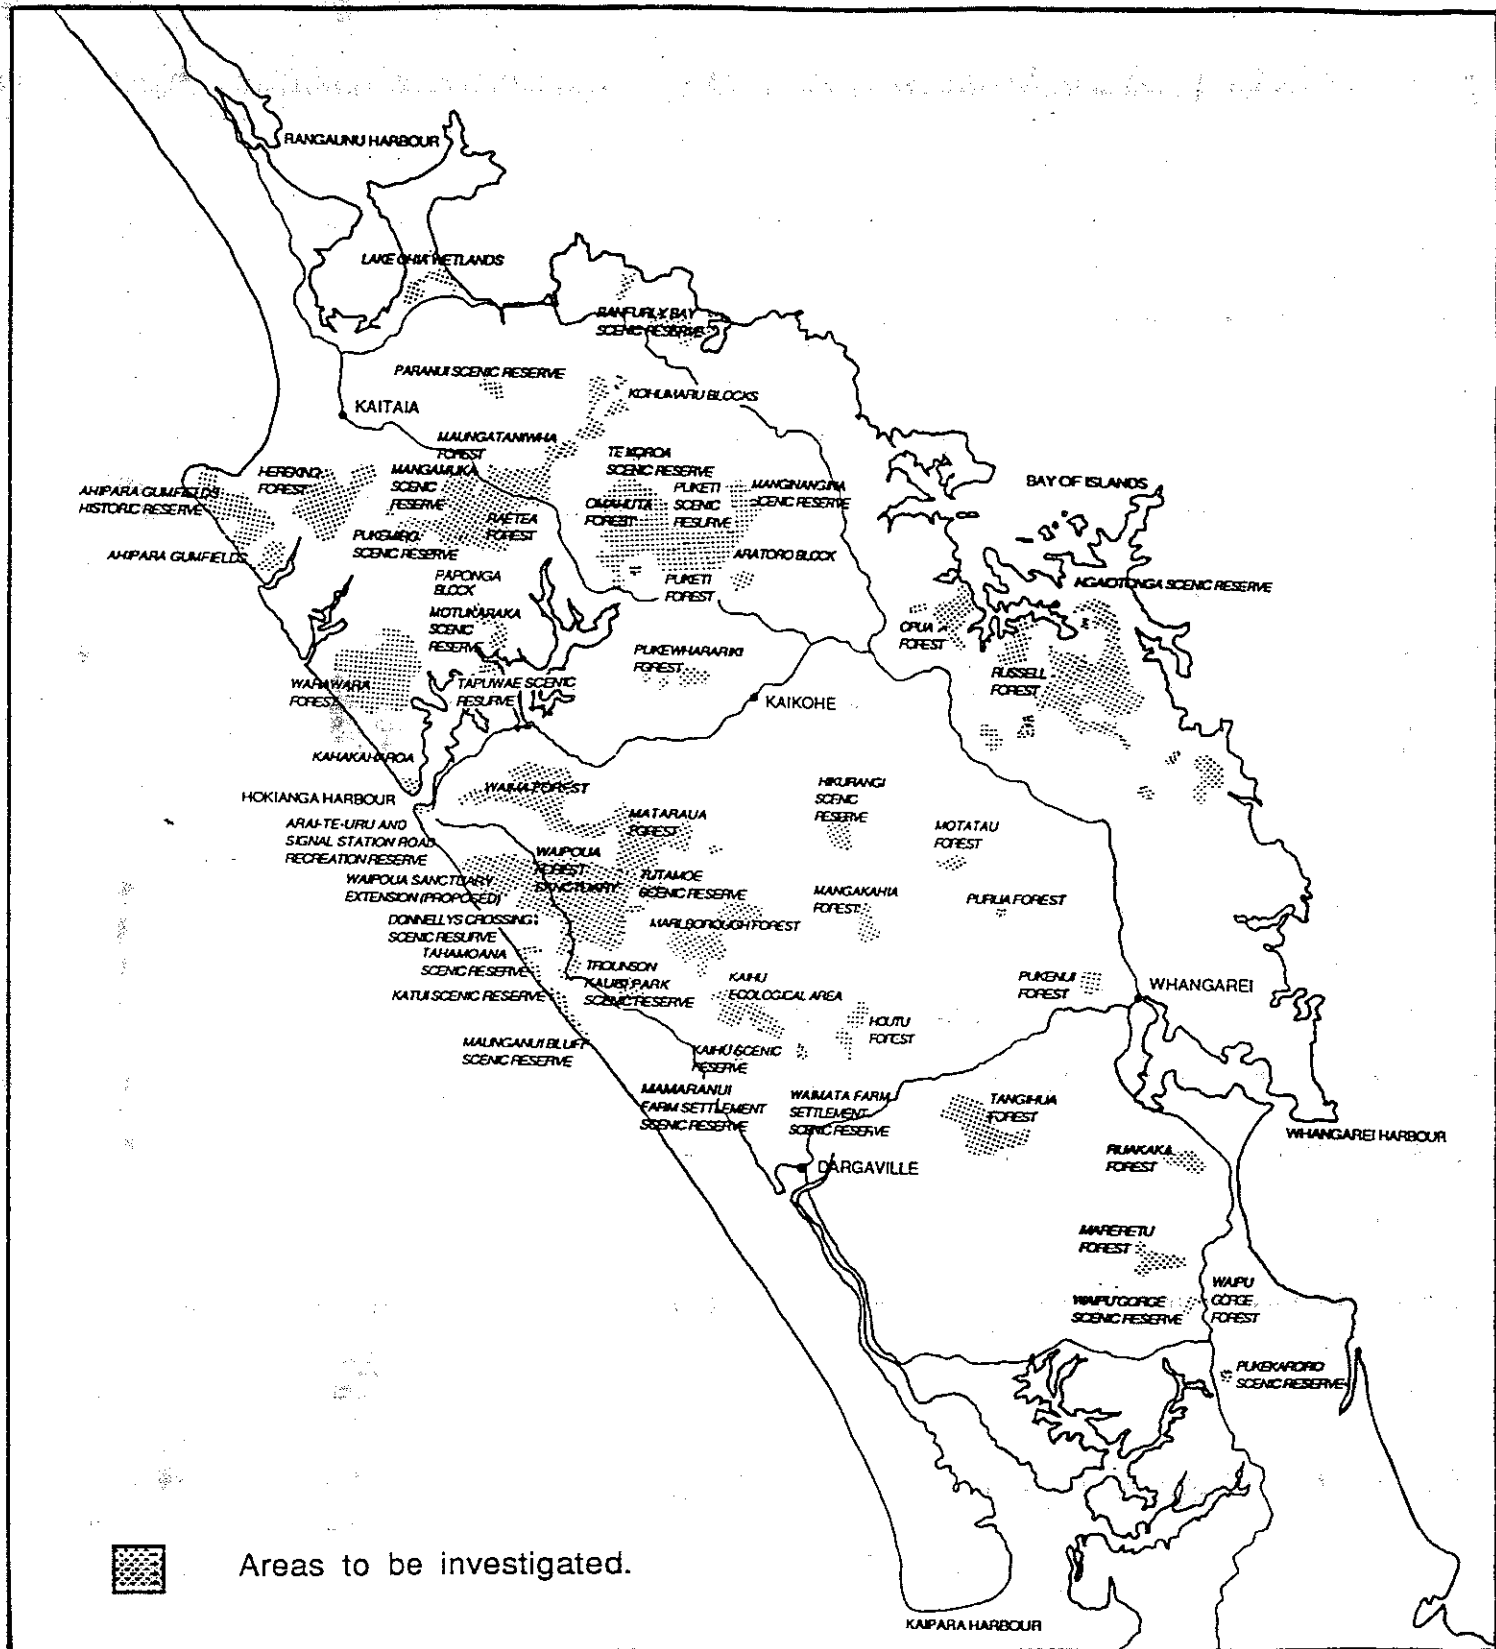 RANGAUNU HARBOUR
LAKE OHIA WETLANDS
RANFURLY BAY
SCENIC RESERVE
PARANUI SCENIC RESERVE
KOHUMARU BLOCKS
KAITAIA
MAUNGATANIWHA
FOREST
TE KOROA
SCENIC RESERVE
HEREKINO
FOREST
MANGAMUKA
SCENIC
RESERVE
PUKETI
SCENIC
RESURVE
MANGINANGINA
SCENIC RESERVE
BAY OF ISLANDS
AHIPARA GUMFIELDS
HISTORIC RESERVE
OMAHUTA
FOREST
RAETEA
FOREST
PUKEMIRO
SCENIC RESERVE
AHIPARA GUMFIELDS
ARATORO BLOCK
PAPONGA
BLOCK
PUKETI
FOREST
NGAIOTONGA SCENIC RESERVE
MOTUKARAKA
SCENIC
RESERVE
OPUA
FOREST
PUKEWHARARIKI
FOREST
RUSSELL
FOREST
WARAWARA
FOREST
TAPUWAE SCENIC
RESURVE
KAIKOHE
KAHAKAHAROA
HOKIANGA HARBOUR
WAIMA FOREST
HIKURANGI
SCENIC
RESERVE
ARAI-TE-URU AND
SIGNAL STATION ROAD
RECREATION RESERVE
MATARAUA
FOREST
MOTATAU
FOREST
WAIPOUA
FOREST
SANCTUARY
WAIPOUA SANCTUARY
EXTENSION (PROPOSED)
TUTAMOE
SCENIC RESERVE
MANGAKAHIA
FOREST
PURUA FOREST
DONNELLYS CROSSING
SCENIC RESURVE
MARLBOROUGH FOREST
TAHAMOANA
SCENIC RESERVE
TROUNSON
KAURI PARK
SCENIC RESERVE
KAIHU
ECOLOGICAL AREA
PUKENUI
FOREST
WHANGAREI
KATUI SCENIC RESERVE
HOUTU
FOREST
MAUNGANUI BLUFF
SCENIC RESERVE
KAIHU SCENIC
RESERVE
MAMARANUI
FARM SETTLEMENT
SCENIC RESERVE
WAIMATA FARM
SETTLEMENT
SCENIC RESERVE
TANGIHUA
FOREST
WHANGAREI HARBOUR
DARGAVILLE
RUAKAKA
FOREST
MARERETU
FOREST
WAIPU GORGE
SCENIC RESERVE
WAIPU
GORGE
FOREST
PUKEKARORO
SCENIC RESERVE
Areas to be investigated.
KAIPARA HARBOUR